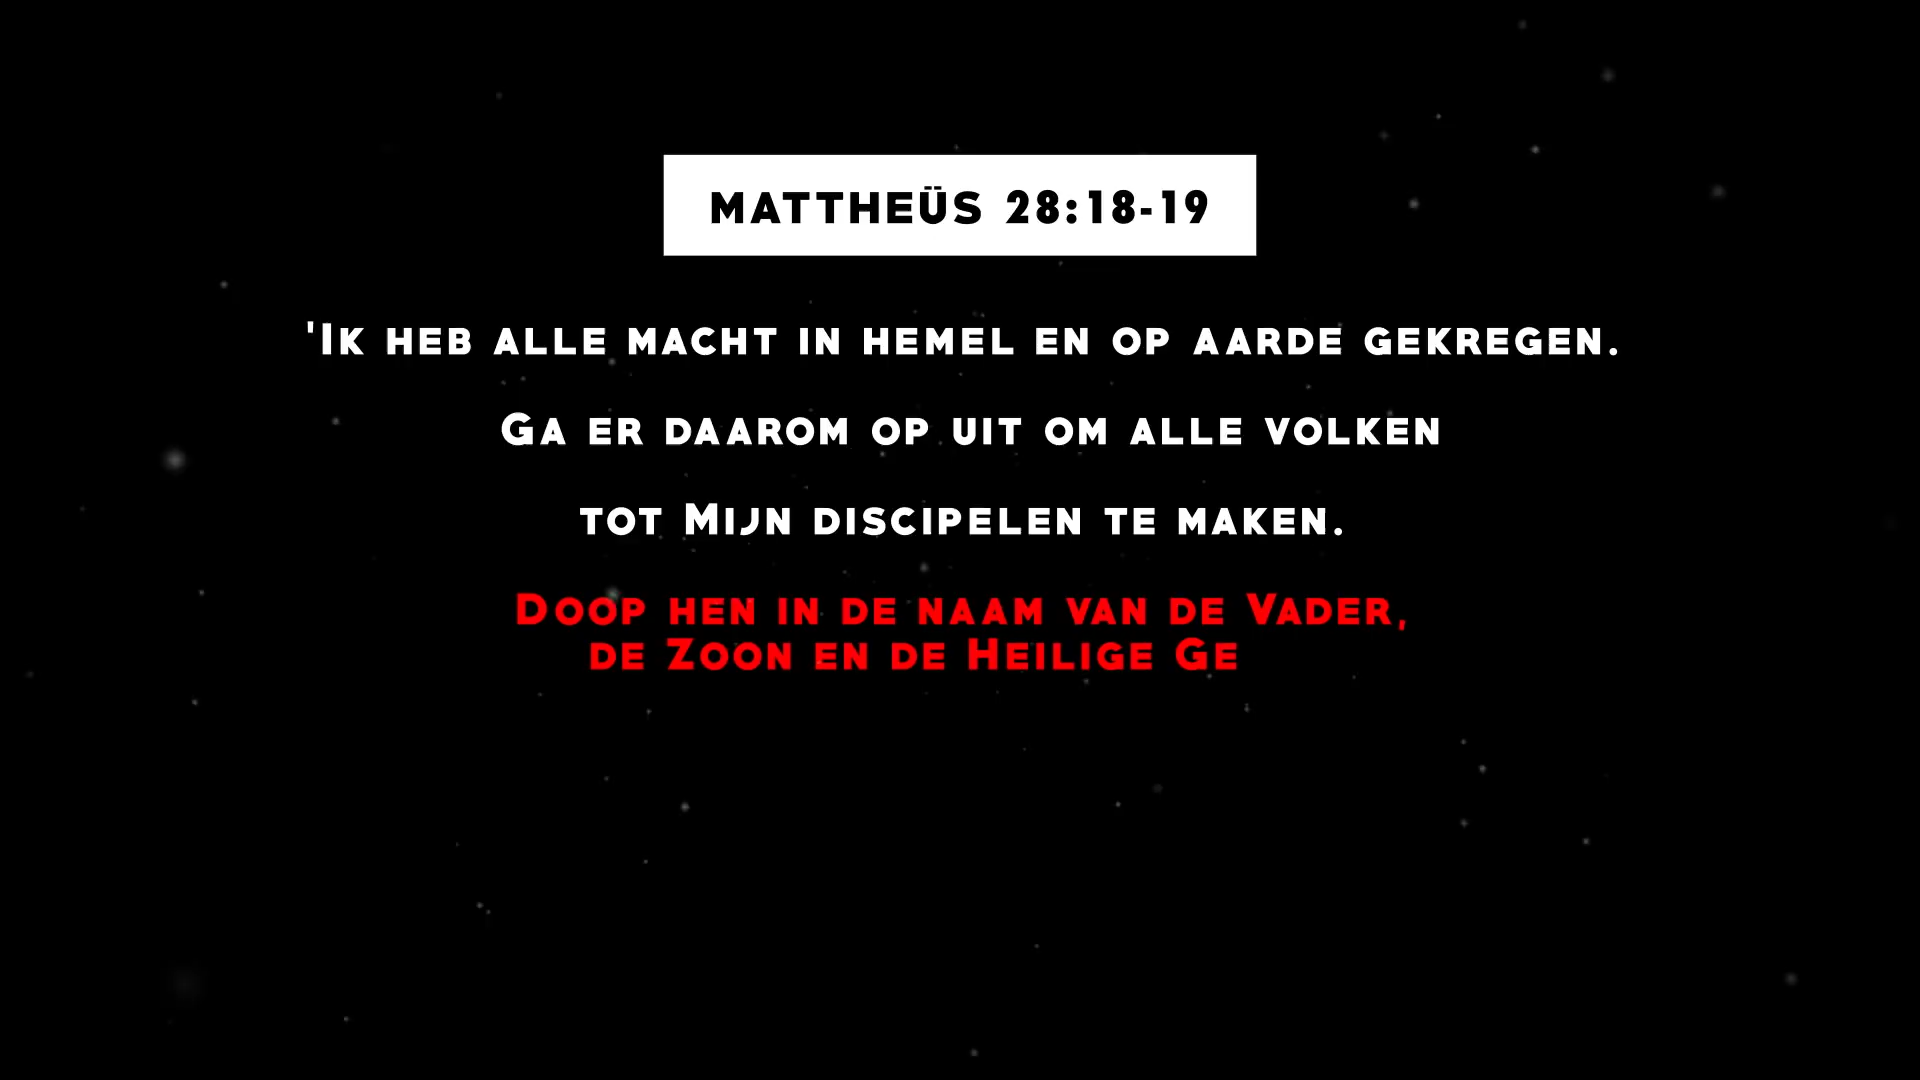 MATTHEÜS 28:18-19
'Ik heb alle macht in hemel en op aarde gekregen.
Ga er daarom op uit om alle volken
tot Mijn discipelen te maken.
Doop hen in de naam van de Vader,
de Zoon en de Heilige Ge